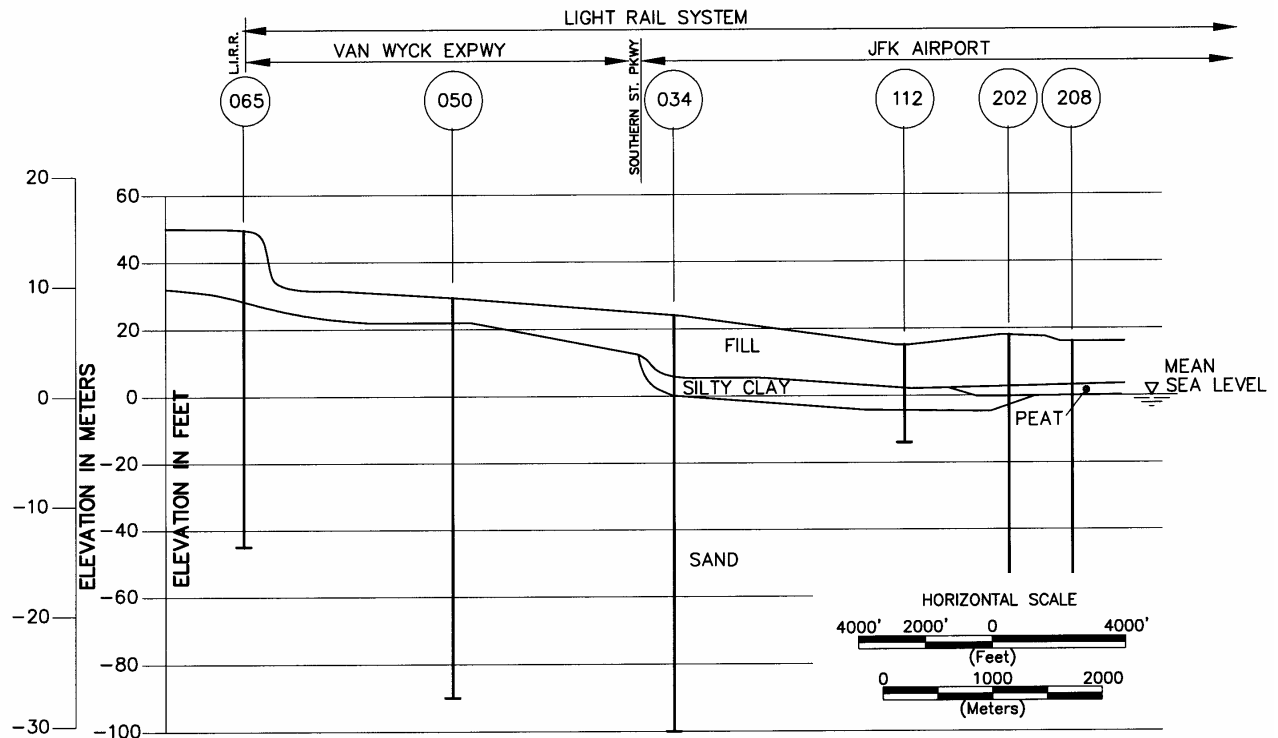 LIGHT RAIL SYSTEM
L.I.R.R.
VAN WYCK EXPWY
SOUTHERN ST. PKWY
JFK AIRPORT
065
050
034
112
202
208
20
10
0
-10
-20
-30
ELEVATION IN METERS
60
40
20
0
-20
-40
-60
-80
-100
ELEVATION IN FEET
FILL
SILTY CLAY
PEAT
MEAN
SEA LEVEL
SAND
HORIZONTAL SCALE
4000' 2000' 0 4000'
(Feet)
0 1000 2000
(Meters)